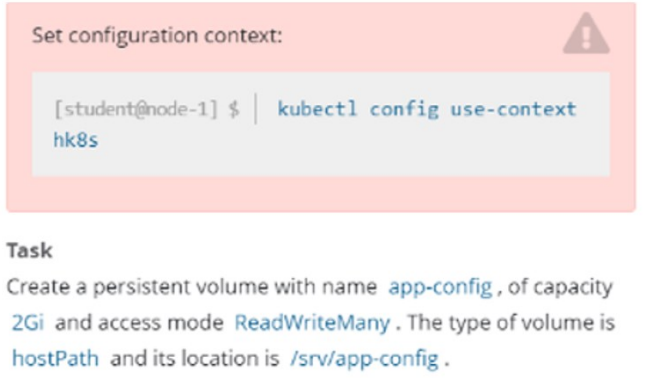 Set configuration context:
[student@node-1] $ | kubectl config use-context
hk8s
Task
Create a persistent volume with name app-config, of capacity
2Gi and access mode ReadWriteMany. The type of volume is
hostPath and its location is /srv/app-config.